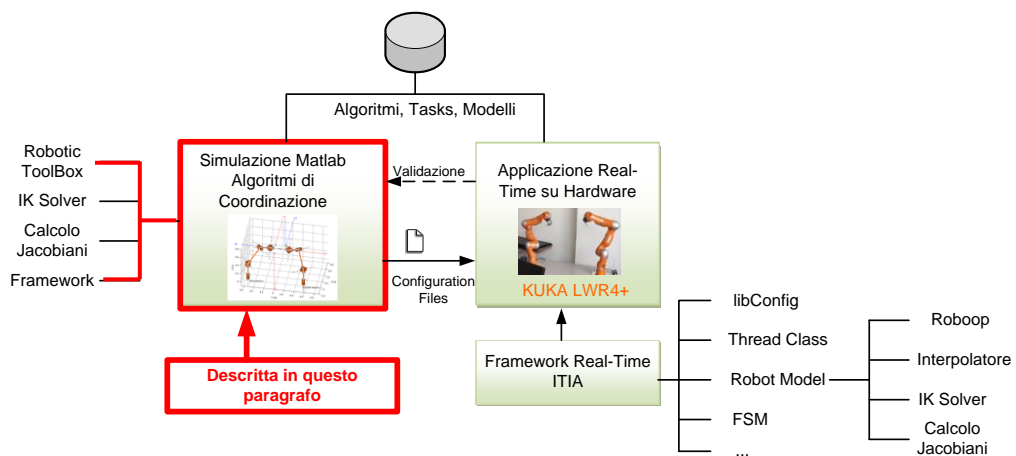 Algoritmi, Tasks, Modelli
Robotic
ToolBox
IK Solver
Calcolo
Jacobiani
Framework
Simulazione Matlab
Algoritmi di
Coordinazione
Validazione
Configuration
Files
Applicazione Real-
Time su Hardware
KUKA LWR4+
Descritta in questo
paragrafo
Framework Real-Time
ITIA
libConfig
Thread Class
Robot Model
FSM
...
Roboop
Interpolatore
IK Solver
Calcolo
Jacobiani